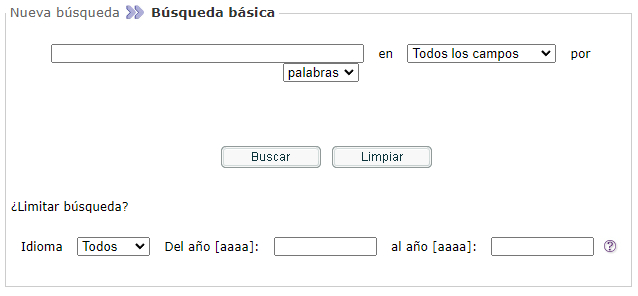 Nueva búsqueda Búsqueda básica
en Todos los campos por
palabras
Buscar Limpiar
¿Limitar búsqueda?
Idioma Todos Del año [aaaa]: al año [aaaa]: ?